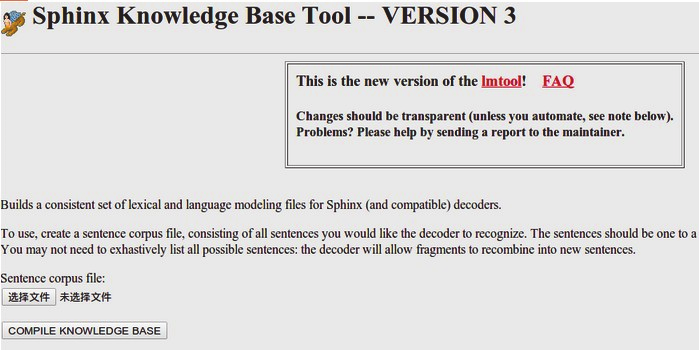 Sphinx Knowledge Base Tool -- VERSION 3
This is the new version of the lmtool! FAQ
Changes should be transparent (unless you automate, see note below).
Problems? Please help by sending a report to the maintainer.
Builds a consistent set of lexical and language modeling files for Sphinx (and compatible) decoders.
To use, create a sentence corpus file, consisting of all sentences you would like the decoder to recognize. The sentences should be one to a
You may not need to exhastively list all possible sentences: the decoder will allow fragments to recombine into new sentences.
Sentence corpus file:
选择文件 未选择文件
COMPILE KNOWLEDGE BASE